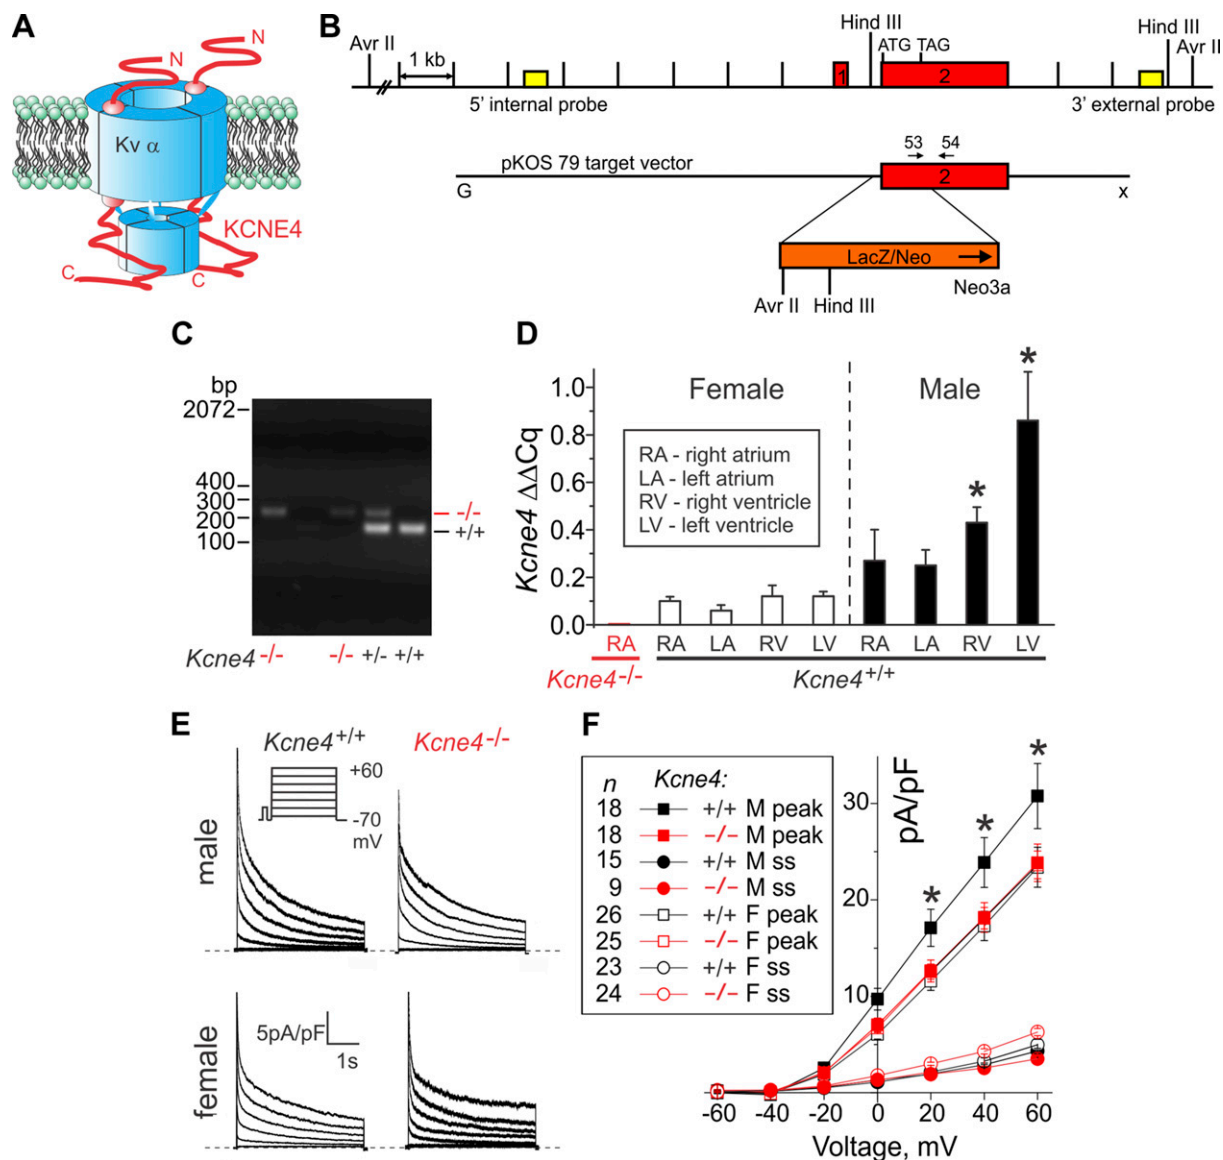 A
N
N
Kv α
KCNE4
C
C
B
Avr II
1 kb
Hind III
ATG TAG
Hind III
Avr II
1
2
5' internal probe
3' external probe
pKOS 79 target vector
53 54
2
G
x
LacZ/Neo
Avr II
Hind III
Neo3a
C
bp
2072
400
300
200
100
-/-
+/+
Kcne4 -/- -/- +/- +/+
D
Kcne4 ΔΔCq
1.0
0.8
0.6
0.4
0.2
0.0
Female
Male
RA - right atrium
LA - left atrium
RV - right ventricle
LV - left ventricle
*
*
RA RA LA RV LV RA LA RV LV
Kcne4-/-
Kcne4+/+
E
Kcne4+/+
Kcne4-/-
+60
-70
mV
male
female
5pA/pF
1s
F
n Kcne4:
18 +/+ M peak
18 -/- M peak
15 +/+ M ss
9 -/- M ss
26 +/+ F peak
25 -/- F peak
23 +/+ F ss
24 -/- F ss
pA/pF
30
20
10
*
*
*
-60 -40 -20 0 20 40 60
Voltage, mV